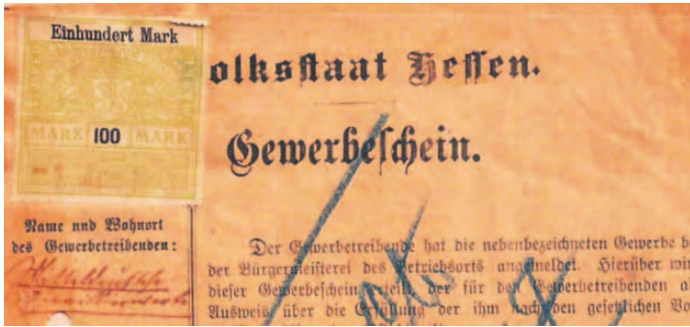 Einhundert Mark
MARK 100 MARK
olksstaat Hessen.
Gewerbeschein.
Name und Wohnort
des Gewerbetreibenden:
Der Gewerbetreibende hat die nebenbezeichneten Gewerbe b
der Bürgermeisterei des Betriebsorts angemeldet. Hierüber wir
dieser Gewerbeschein erteilt, der für den Gewerbetreibenden al
Ausweis über die Erfüllung der ihm nach den gesetzlichen Vo